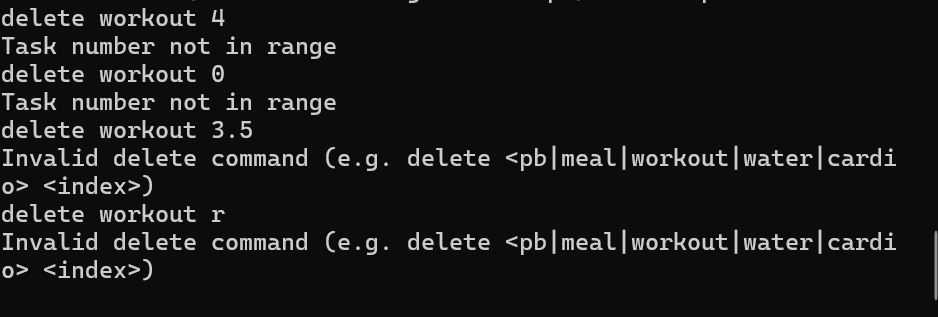 delete workout 4
Task number not in range
delete workout 0
Task number not in range
delete workout 3.5
Invalid delete command (e.g. delete <pb|meal|workout|water|cardi
o> <index>)
delete workout r
Invalid delete command (e.g. delete <pb|meal|workout|water|cardi
o> <index>)